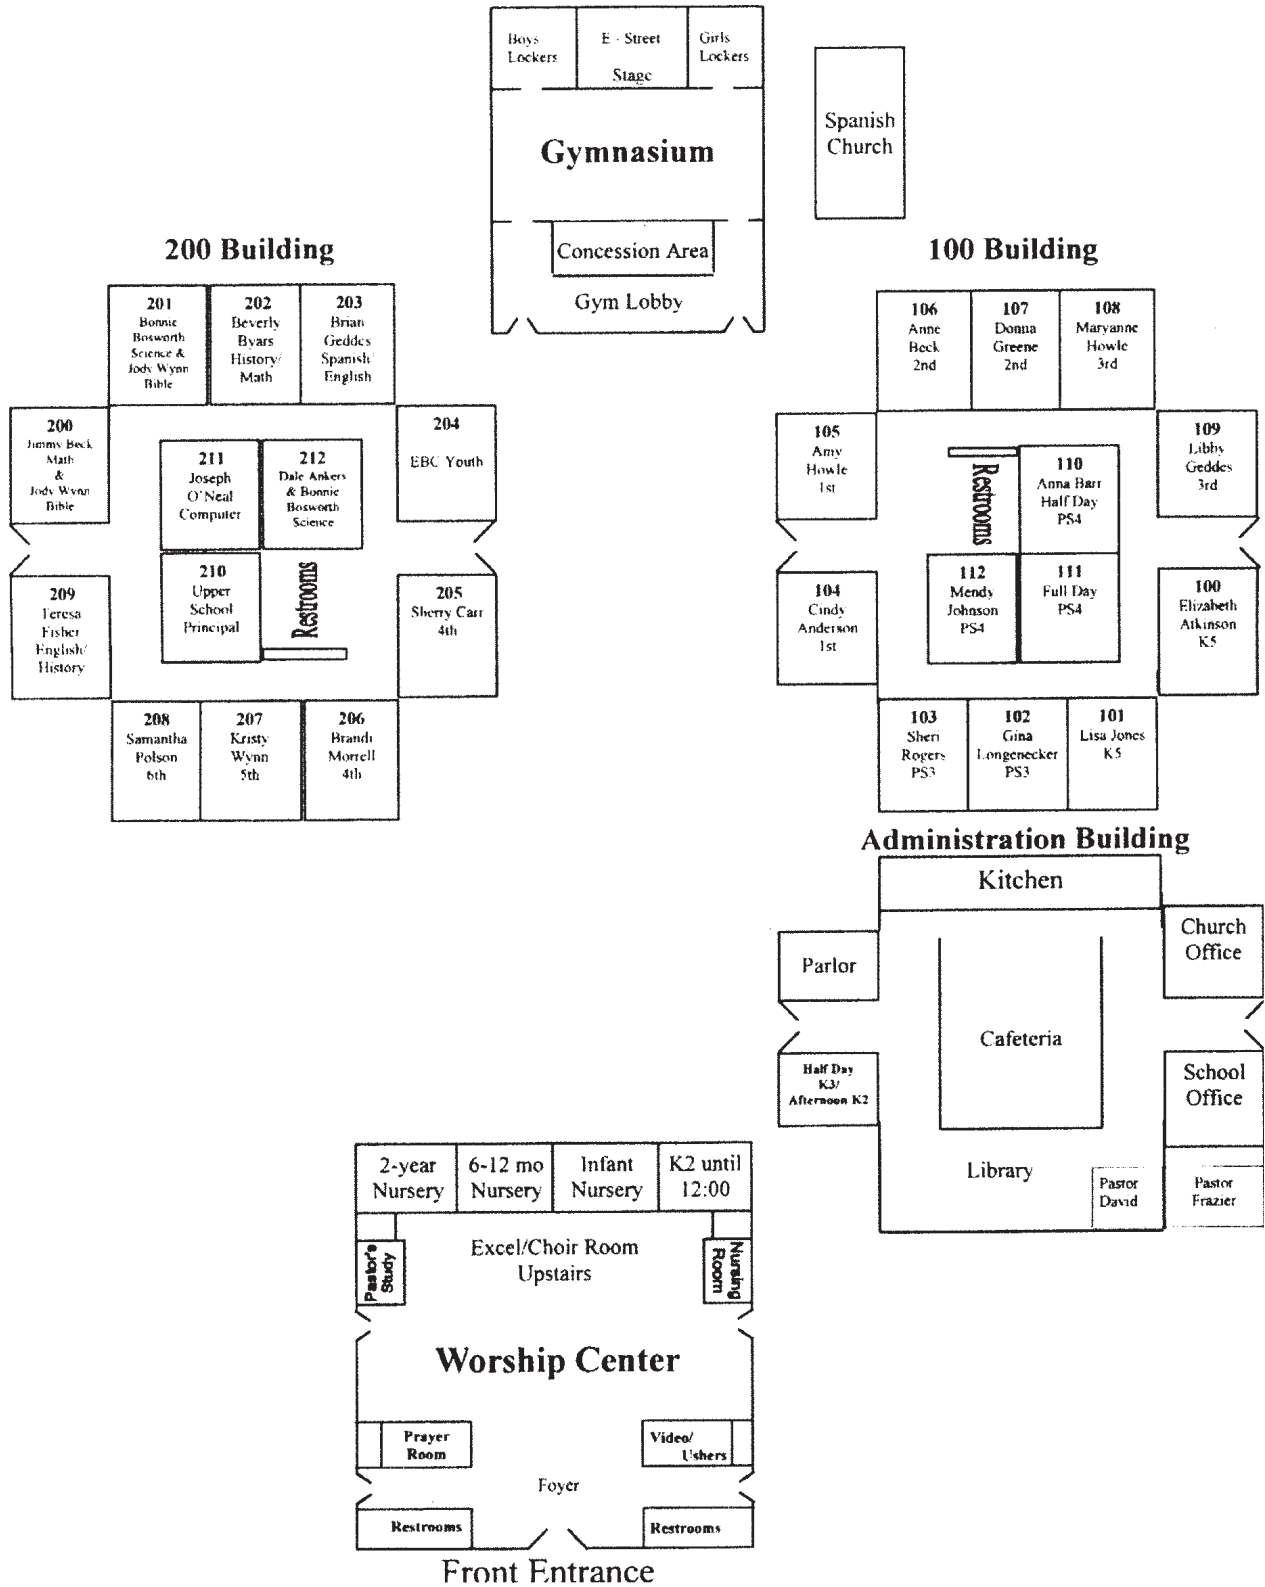 Boys
Lockers
E - Street
Stage
Girls
Lockers
Gymnasium
Concession Area
Gym Lobby
Spanish
Church
200 Building
201
Bonnie
Bosworth
Science &
Jody Wynn
Bible
202
Beverly
Byars
History/
Math
203
Brian
Geddes
Spanish/
English
200
Jimmy Beck
Math
&
Jody Wynn
Bible
204
EBC Youth
211
Joseph
O'Neal
Computer
212
Dale Ankers
& Bonnie
Bosworth
Science
210
Upper
School
Principal
Restrooms
209
Teresa
Fisher
English/
History
205
Sherry Carr
4th
208
Samantha
Polson
6th
207
Kristy
Wynn
5th
206
Brandi
Morrell
4th
100 Building
106
Anne
Beck
2nd
107
Donna
Greene
2nd
108
Maryanne
Howle
3rd
105
Amy
Howle
1st
109
Libby
Geddes
3rd
Restrooms
110
Anna Barr
Half Day
PS4
112
Mendy
Johnson
PS4
111
Full Day
PS4
104
Cindy
Anderson
1st
100
Elizabeth
Atkinson
K5
103
Sheri
Rogers
PS3
102
Gina
Longenecker
PS3
101
Lisa Jones
K5
Administration Building
Kitchen
Parlor
Church
Office
Cafeteria
Half Day
K3/
Afternoon K2
School
Office
Library
Pastor
David
Pastor
Frazier
2-year
Nursery
6-12 mo
Nursery
Infant
Nursery
K2 until
12:00
Pastor's
Study
Excel/Choir Room
Upstairs
Nursing
Room
Worship Center
Prayer
Room
Video/
Ushers
Foyer
Restrooms
Restrooms
Front Entrance